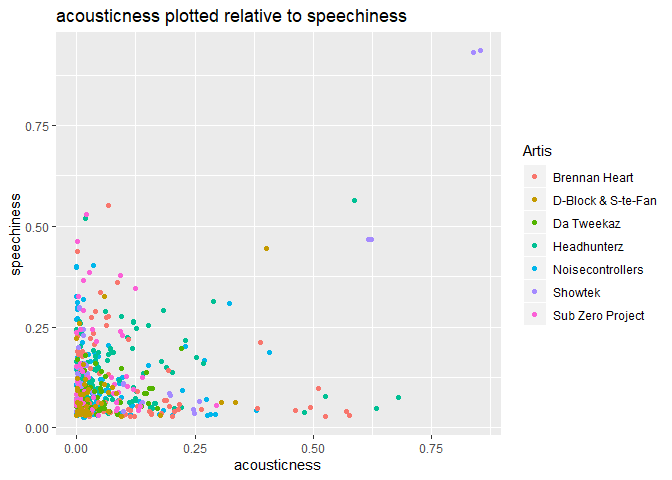 acousticness plotted relative to speechiness
0.75
0.50
0.25
0.00
speechiness
0.00 0.25 0.50 0.75
acousticness
Artis
Brennan Heart
D-Block & S-te-Fan
Da Tweekaz
Headhunterz
Noisecontrollers
Showtek
Sub Zero Project